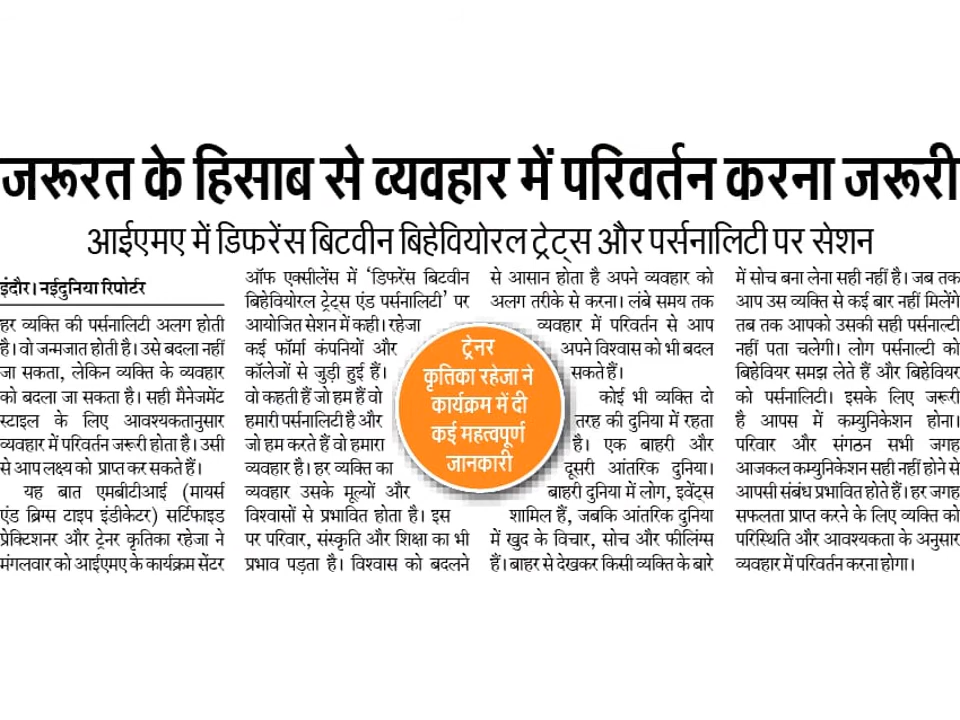 जरूरत के हिसाब से व्यवहार में परिवर्तन करना जरूरी
आईएमए में डिफरेंस बिटवीन बिहेवियोरल ट्रेट्स और पर्सनालिटी पर सेशन
इंदौर। नईदुनिया रिपोर्टर
हर व्यक्ति की पर्सनालिटी अलग होती
है। वो जन्मजात होती है। उसे बदला नहीं
जा सकता, लेकिन व्यक्ति के व्यवहार
को बदला जा सकता है। सही मैनेजमेंट
स्टाइल के लिए आवश्यकतानुसार
व्यवहार में परिवर्तन जरूरी होता है। उसी
से आप लक्ष्य को प्राप्त कर सकते हैं।
यह बात एमबीटीआई (मायर्स
एंड ब्रिग्स टाइप इंडीकेटर) सर्टिफाइड
प्रेक्टिशनर और ट्रेनर कृतिका रहेजा ने
मंगलवार को आईएमए के कार्यक्रम सेंटर
ऑफ एक्सीलेंस में 'डिफरेंस बिटवीन
बिहेवियोरल ट्रेट्स एंड पर्सनालिटी' पर
आयोजित सेशन में कही। रहेजा
कई फॉर्मा कंपनियों और
कॉलेजों से जुड़ी हुई हैं।
वो कहती हैं जो हम हैं वो
हमारी पर्सनालिटी है और
जो हम करते हैं वो हमारा
व्यवहार है। हर व्यक्ति का
व्यवहार उसके मूल्यों और
विश्वासों से प्रभावित होता है। इस
पर परिवार, संस्कृति और शिक्षा का भी
प्रभाव पड़ता है। विश्वास को बदलने
ट्रेनर
कृतिका रहेजा ने
कार्यक्रम में दी
कई महत्वपूर्ण
जानकारी
से आसान होता है अपने व्यवहार को
अलग तरीके से करना। लंबे समय तक
व्यवहार में परिवर्तन से आप
अपने विश्वास को भी बदल
सकते हैं।
कोई भी व्यक्ति दो
तरह की दुनिया में रहता
है। एक बाहरी और
दूसरी आंतरिक दुनिया।
बाहरी दुनिया में लोग, इवेंट्स
शामिल हैं, जबकि आंतरिक दुनिया
में खुद के विचार, सोच और फीलिंग्स
हैं। बाहर से देखकर किसी व्यक्ति के बारे
में सोच बना लेना सही नहीं है। जब तक
आप उस व्यक्ति से कई बार नहीं मिलेंगे
तब तक आपको उसकी सही पर्सनाल्टी
नहीं पता चलेगी। लोग पर्सनाल्टी को
बिहेवियर समझ लेते हैं और बिहेवियर
को पर्सनालिटी। इसके लिए जरूरी
है आपस में कम्युनिकेशन होना।
परिवार और संगठन सभी जगह
आजकल कम्युनिकेशन सही नहीं होने से
आपसी संबंध प्रभावित होते हैं। हर जगह
सफलता प्राप्त करने के लिए व्यक्ति को
परिस्थिति और आवश्यकता के अनुसार
व्यवहार में परिवर्तन करना होगा।